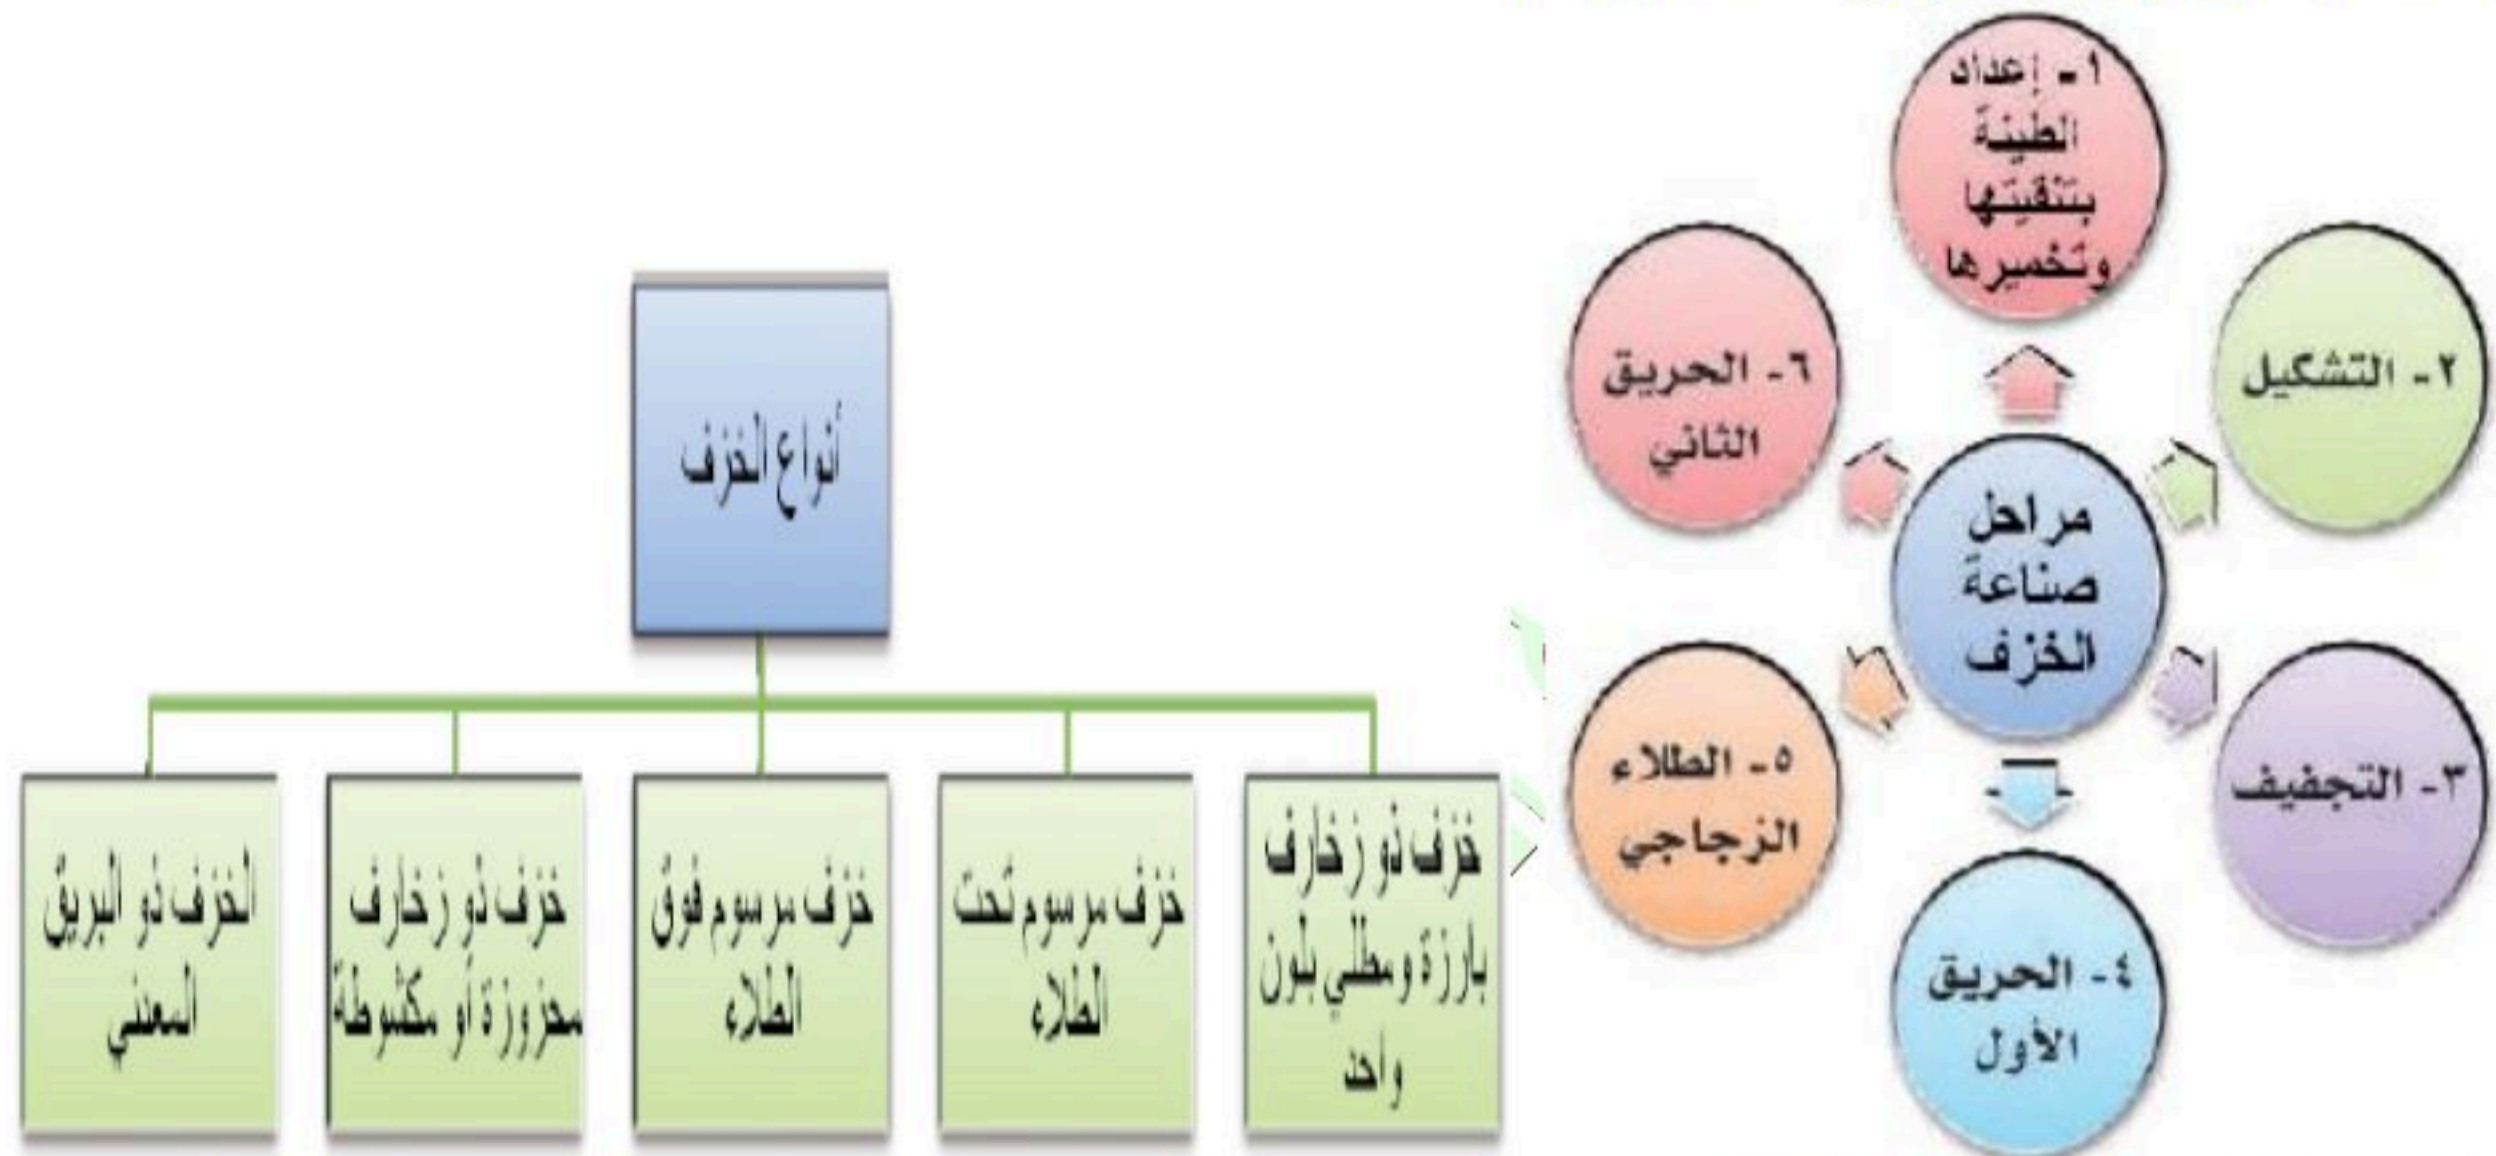 ١- إعداد
الطينة
بتنقيتها
وتخميرها
٢- التشكيل
٣- التجفيف
٤- الحريق
الأول
٥- الطلاء
الزجاجي
٦- الحريق
الثاني
مراحل
صناعة
الخزف
أنواع الخزف
خزف ذو زخارف
بارزة ومطلي بلون
واحد
خزف مرسوم تحت
الطلاء
خزف مرسوم فوق
الطلاء
خزف ذو زخارف
محزوزة أو مكشوطة
الخزف ذو البريق
المعدني